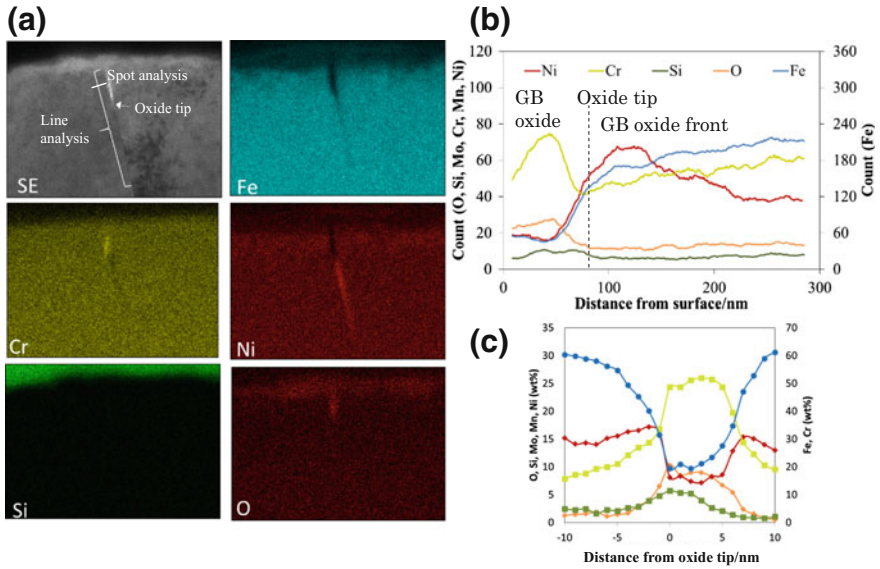 (a)
Spot analysis
Oxide tip
Line analysis
SE
Fe
Cr
Ni
Si
O
(b)
Count (O, Si, Mo, Cr, Mn, Ni)
120
100
80
60
40
20
0
Ni Cr Si O Fe
GB oxide
Oxide tip
GB oxide front
360
300
240
180
120
60
0
Count (Fe)
0 100 200 300
Distance from surface/nm
(c)
O, Si, Mo, Mn, Ni (wt%)
35
30
25
20
15
10
5
0
70
60
50
40
30
20
10
0
Fe, Cr (wt%)
-10 -5 0 5 10
Distance from oxide tip/nm